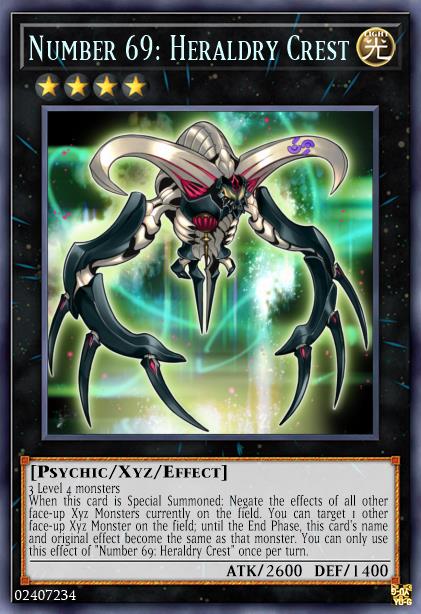 Number 69: Heraldry Crest
LIGHT
光
[Psychic/Xyz/Effect]
3 Level 4 monsters
When this card is Special Summoned: Negate the effects of all other
face-up Xyz Monsters currently on the field. You can target 1 other
face-up Xyz Monster on the field; until the End Phase, this card's name
and original effect become the same as that monster. You can only use
this effect of "Number 69: Heraldry Crest" once per turn.
ATK/2600 DEF/1400
02407234